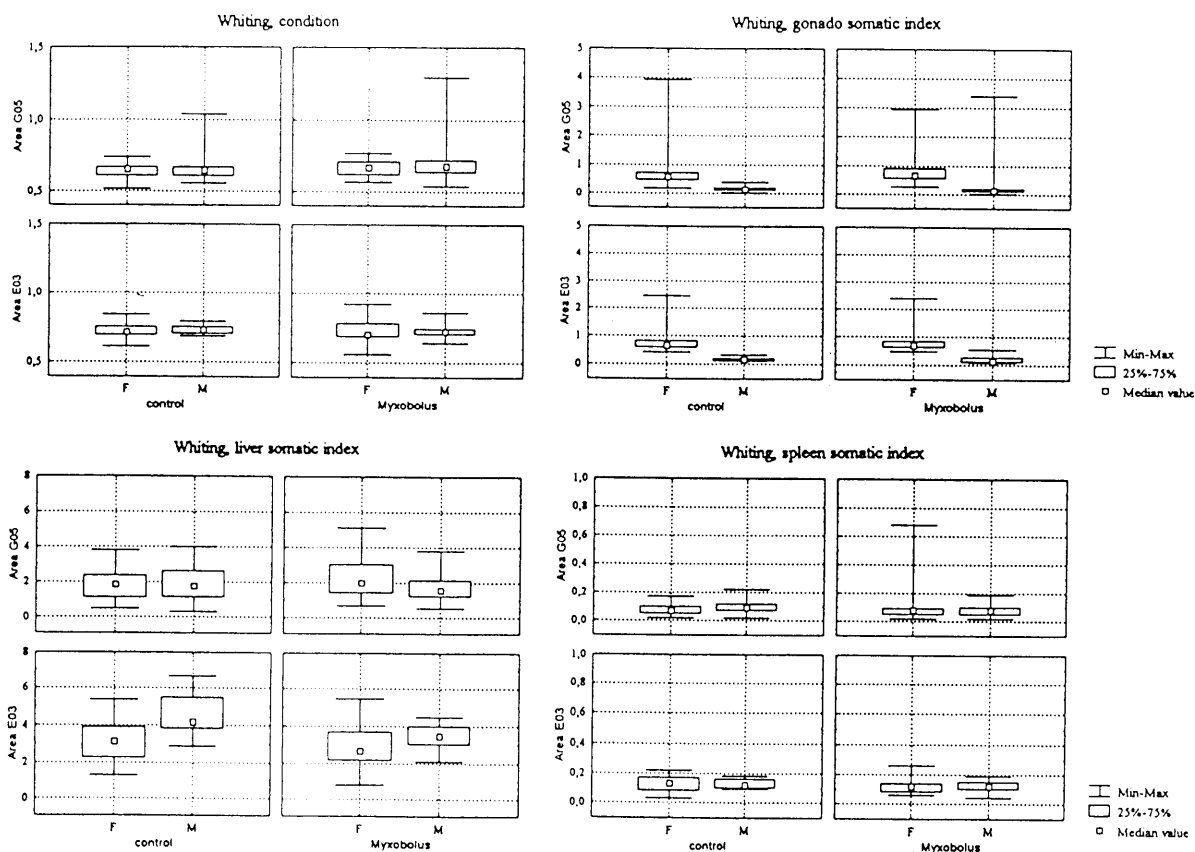 Whiting, condition
Whiting, gonado somatic index
1,5
1,0
0,5
Area G05
1,5
1,0
0,5
Area E03
F M F M
control Myxobolus
5
4
3
2
1
0
Area G05
5
4
3
2
1
0
Area E03
F M F M
control Myxobolus
Min-Max
25%-75%
Median value
Whiting, liver somatic index
Whiting, spleen somatic index
8
6
4
2
0
Area G05
8
6
4
2
0
Area E03
F M F M
control Myxobolus
1,0
0,8
0,6
0,4
0,2
0,0
Area G05
1,0
0,8
0,6
0,4
0,2
0,0
Area E03
F M F M
control Myxobolus
Min-Max
25%-75%
Median value